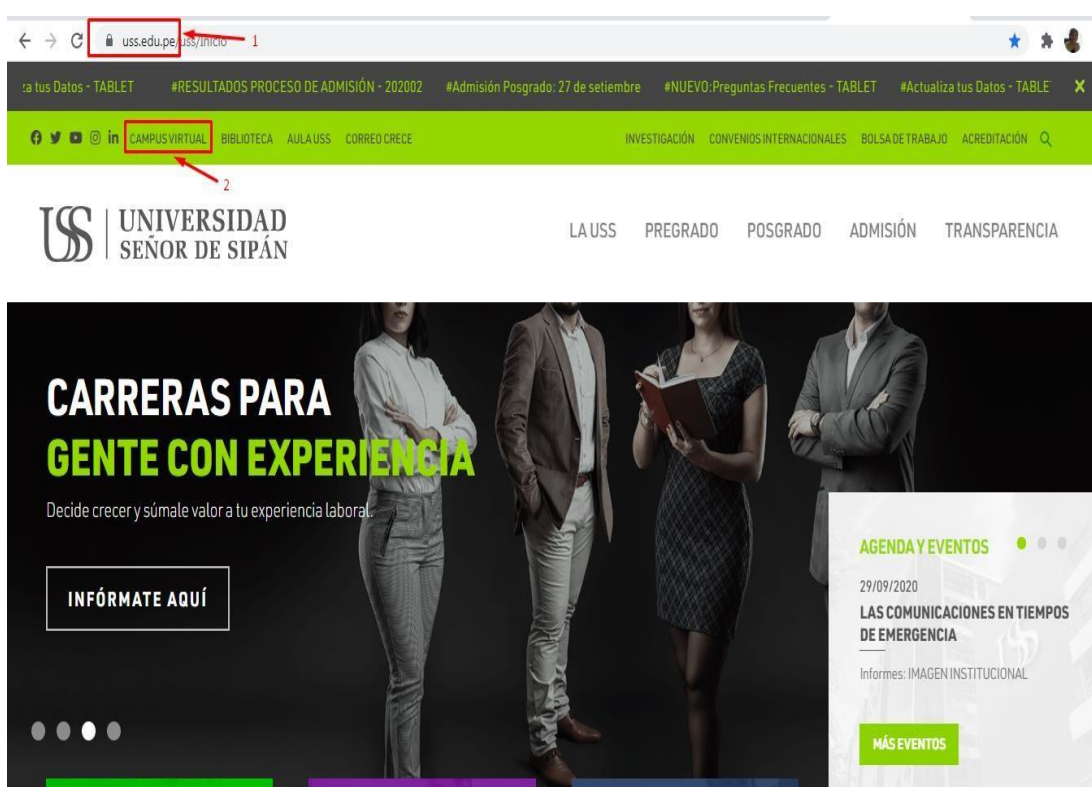 uss.edu.pe/uss/inicio
1
za tus Datos - TABLET #RESULTADOS PROCESO DE ADMISIÓN - 202002 #Admisión Posgrado: 27 de setiembre #NUEVO:Preguntas Frecuentes - TABLET #Actualiza tus Datos - TABLE X
in CAMPUS VIRTUAL BIBLIOTECA AULA USS CORREO CRECE INVESTIGACIÓN CONVENIOS INTERNACIONALES BOLSA DE TRABAJO ACREDITACIÓN
2
USS UNIVERSIDAD
SEÑOR DE SIPÁN
LA USS PREGRADO POSGRADO ADMISIÓN TRANSPARENCIA
CARRERAS PARA
GENTE CON EXPERIENCIA
Decide crecer y súmale valor a tu experiencia laboral.
INFÓRMATE AQUÍ
AGENDA Y EVENTOS
29/09/2020
LAS COMUNICACIONES EN TIEMPOS
DE EMERGENCIA
Informes: IMAGEN INSTITUCIONAL
MÁS EVENTOS